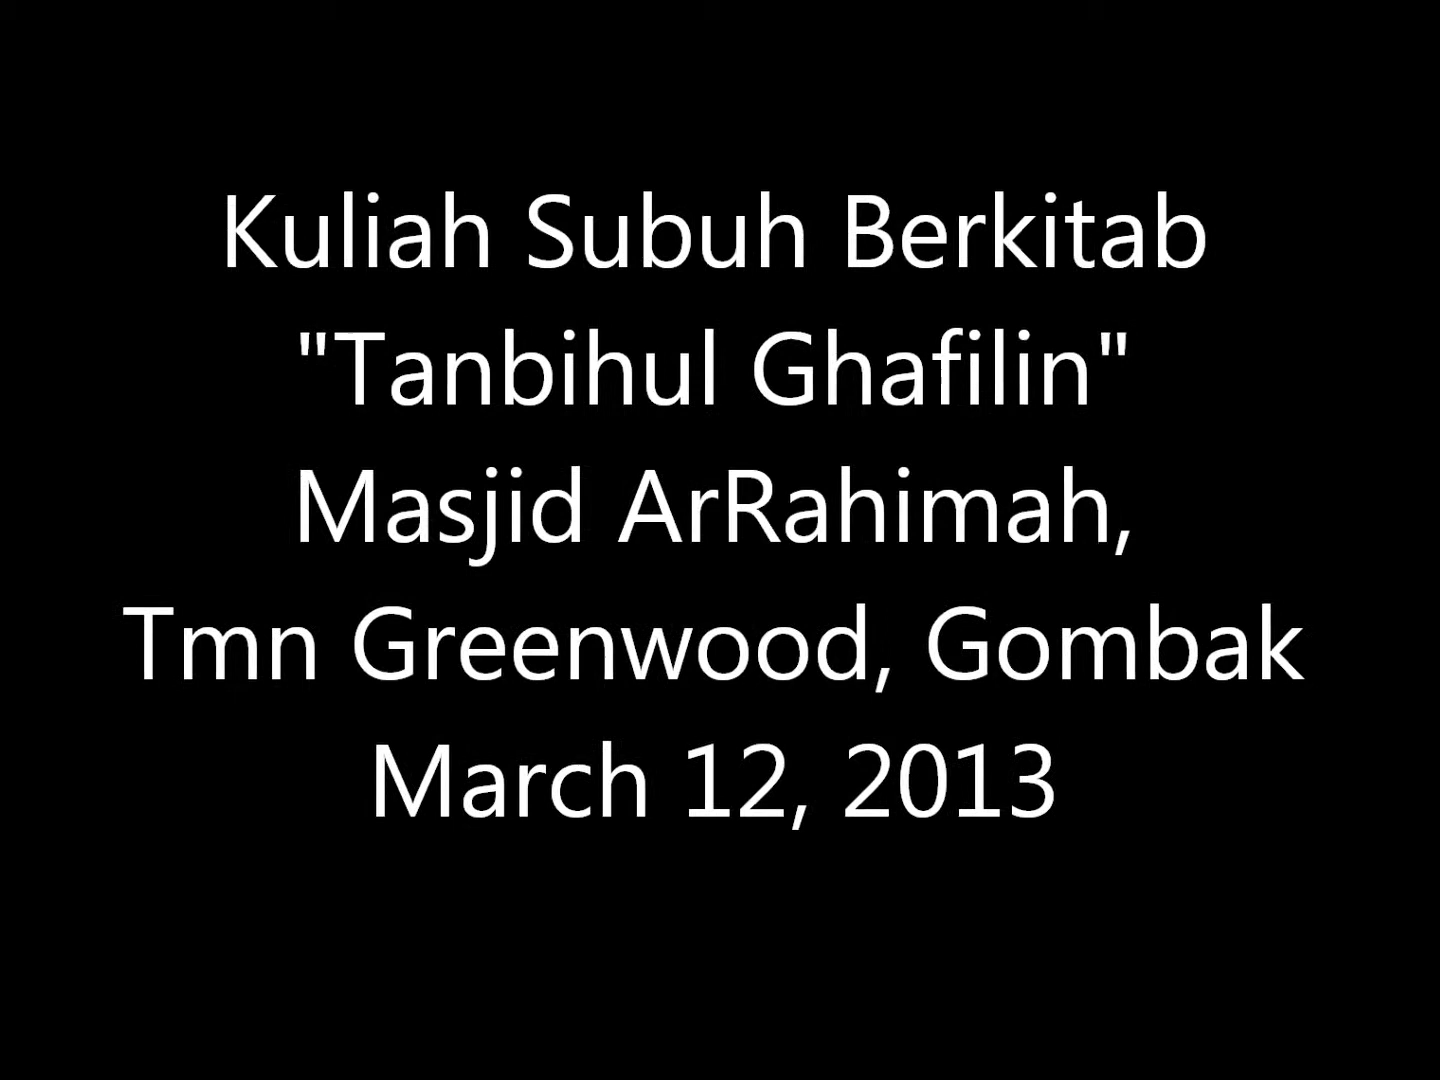 Kuliah Subuh Berkitab
"Tanbihul Ghafilin"
Masjid ArRahimah,
Tmn Greenwood, Gombak
March 12, 2013